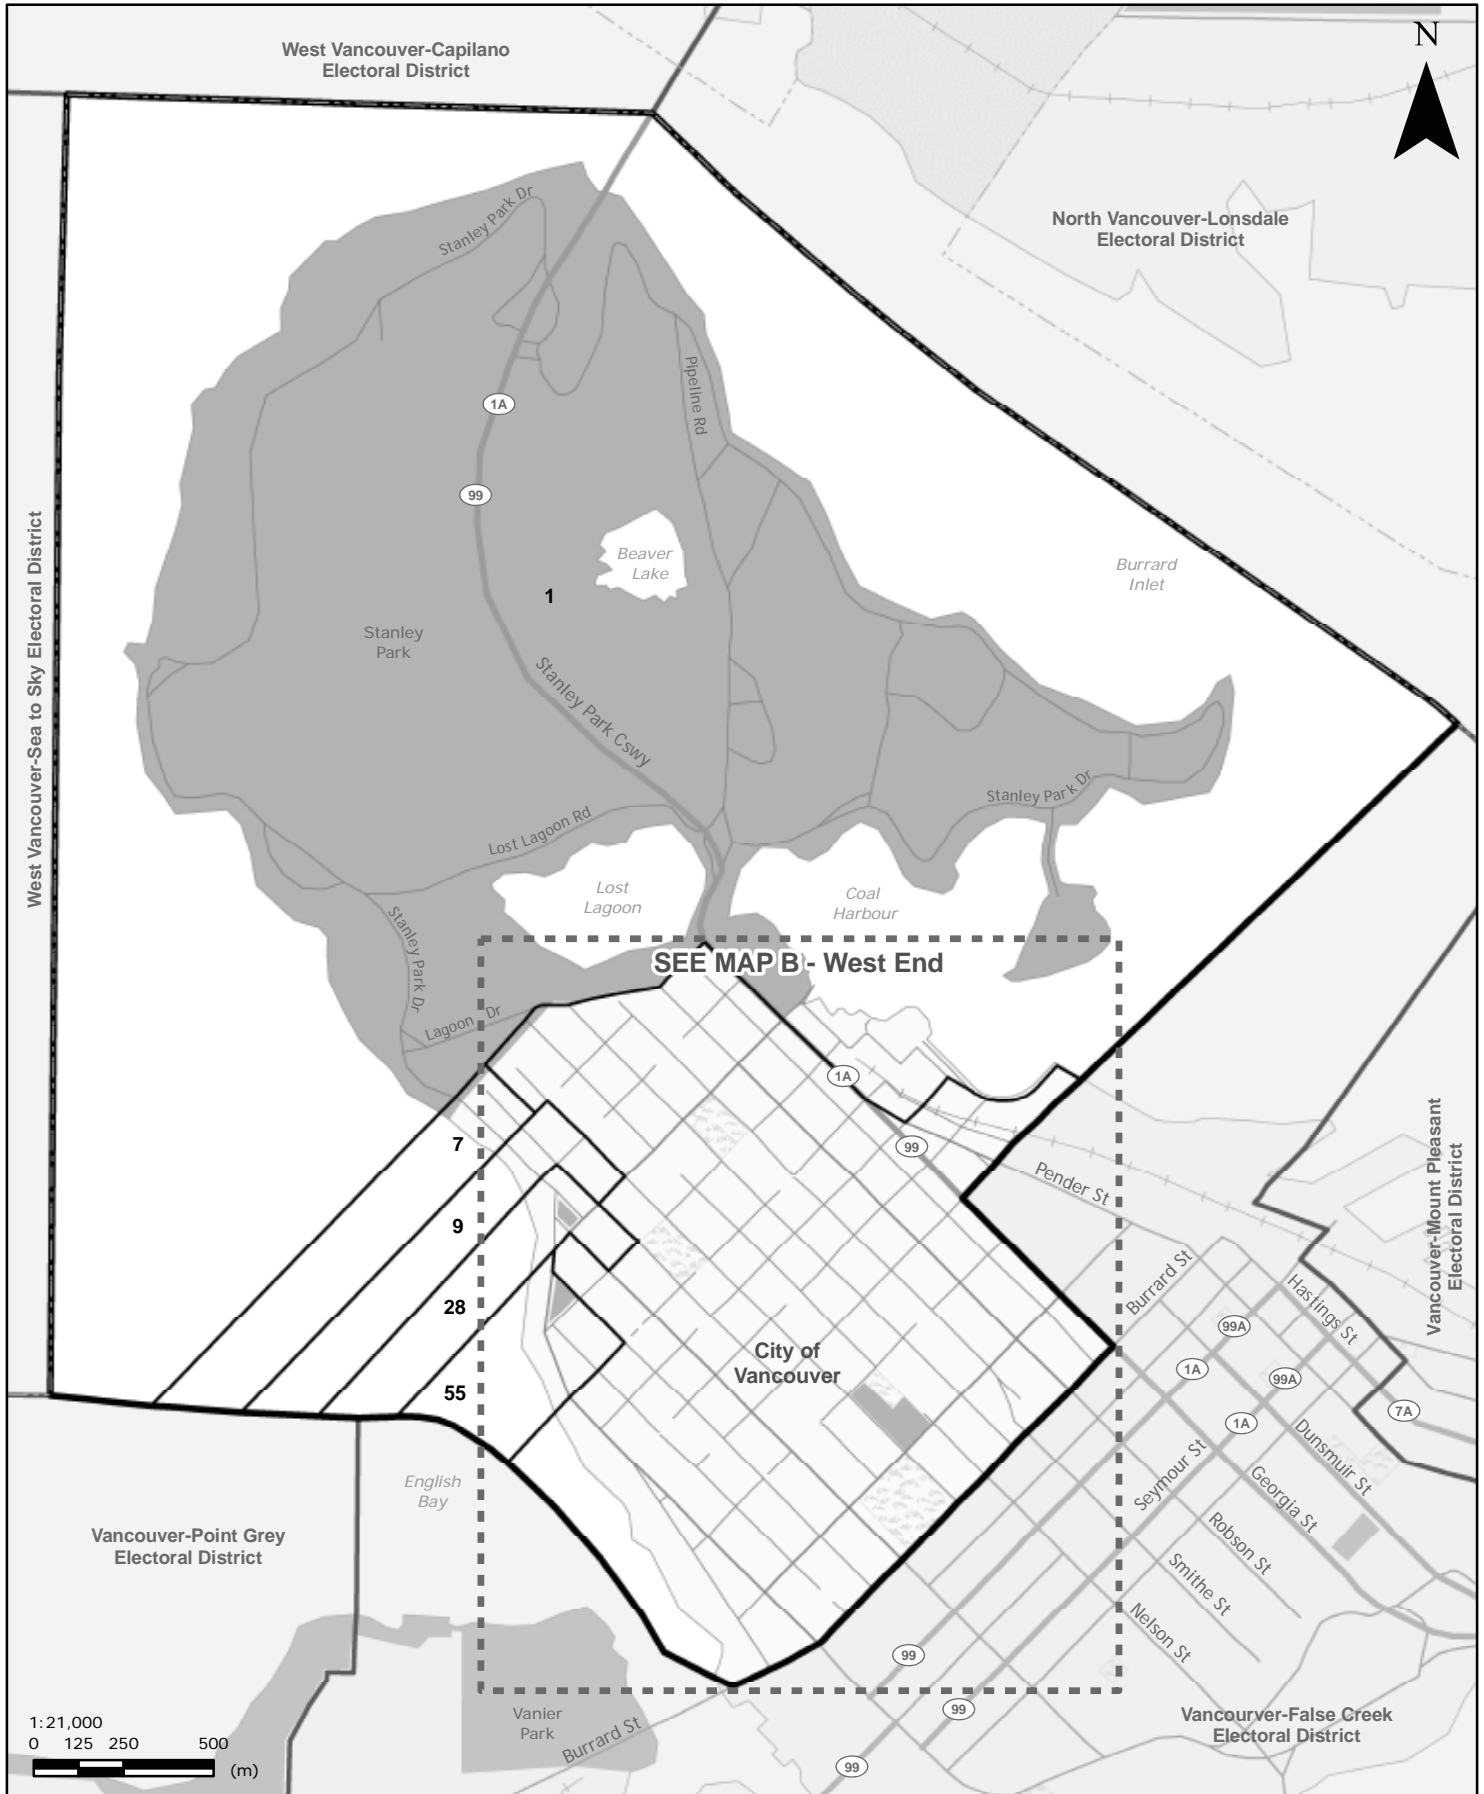 West Vancouver-Capilano
Electoral District
N
North Vancouver-Lonsdale
Electoral District
Stanley Park Dr
Pipeline Rd
1A
99
Beaver
Lake
Burrard
Inlet
1
Stanley
Park
West Vancouver-Sea to Sky Electoral District
Stanley Park Cswy
Stanley Park Dr
Lost Lagoon Rd
Lost
Lagoon
Coal
Harbour
Stanley Park Dr
SEE MAP B - West End
Lagoon Dr
1A
7
99
Pender St
Vancouver-Mount Pleasant
Electoral District
9
Burrard St
28
Hastings St
99A
City of
Vancouver
1A
99A
55
7A
1A
Dunsmuir St
Seymour St
Georgia St
English
Bay
Robson St
Vancouver-Point Grey
Electoral District
Smithe St
Nelson St
99
99
Vanier
Park
Burrard St
Vancourver-False Creek
Electoral District
1:21,000
0 125 250 500
(m)
99